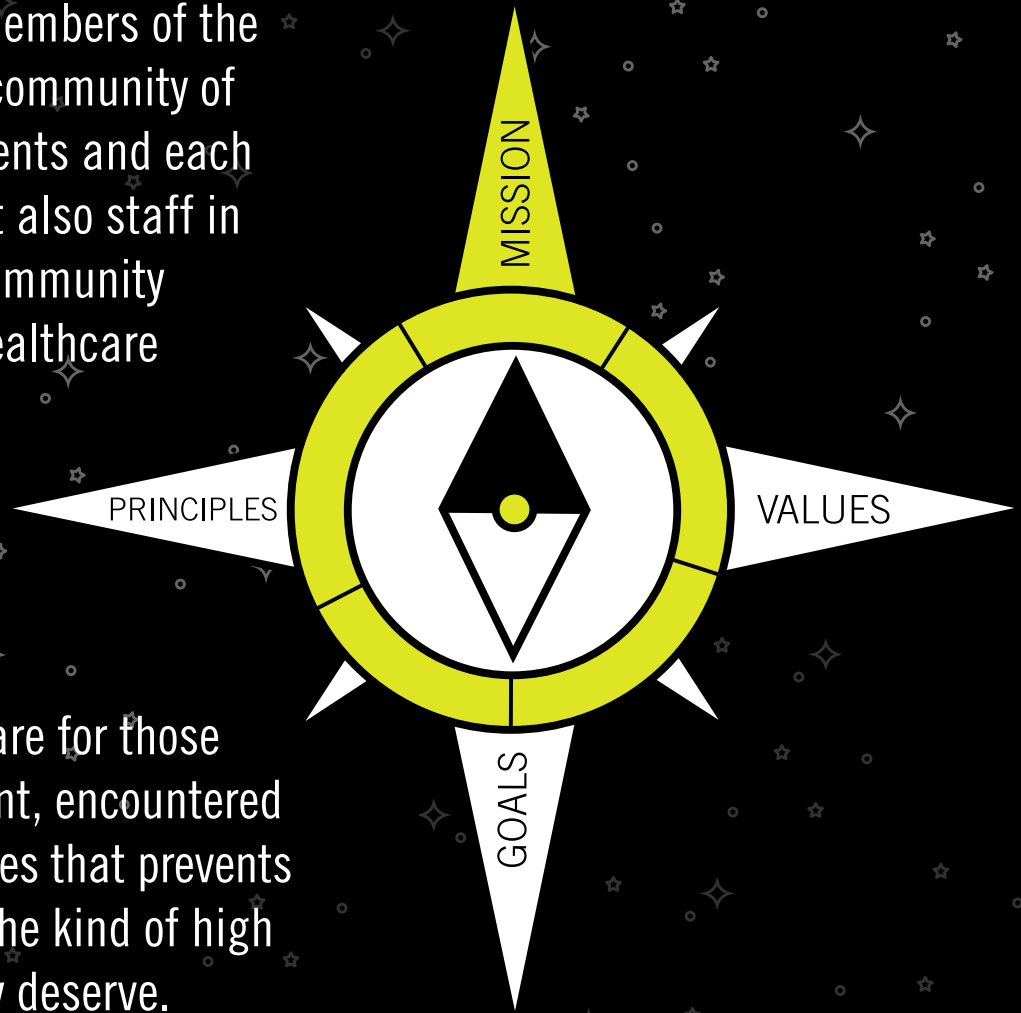 embers of the
community of
ents and each
t also staff in
mmunity
ealthcare
MISSION
PRINCIPLES
VALUES
GOALS
are for those
nt, encountered
es that prevents
he kind of high
y deserve.